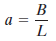 a = B/L